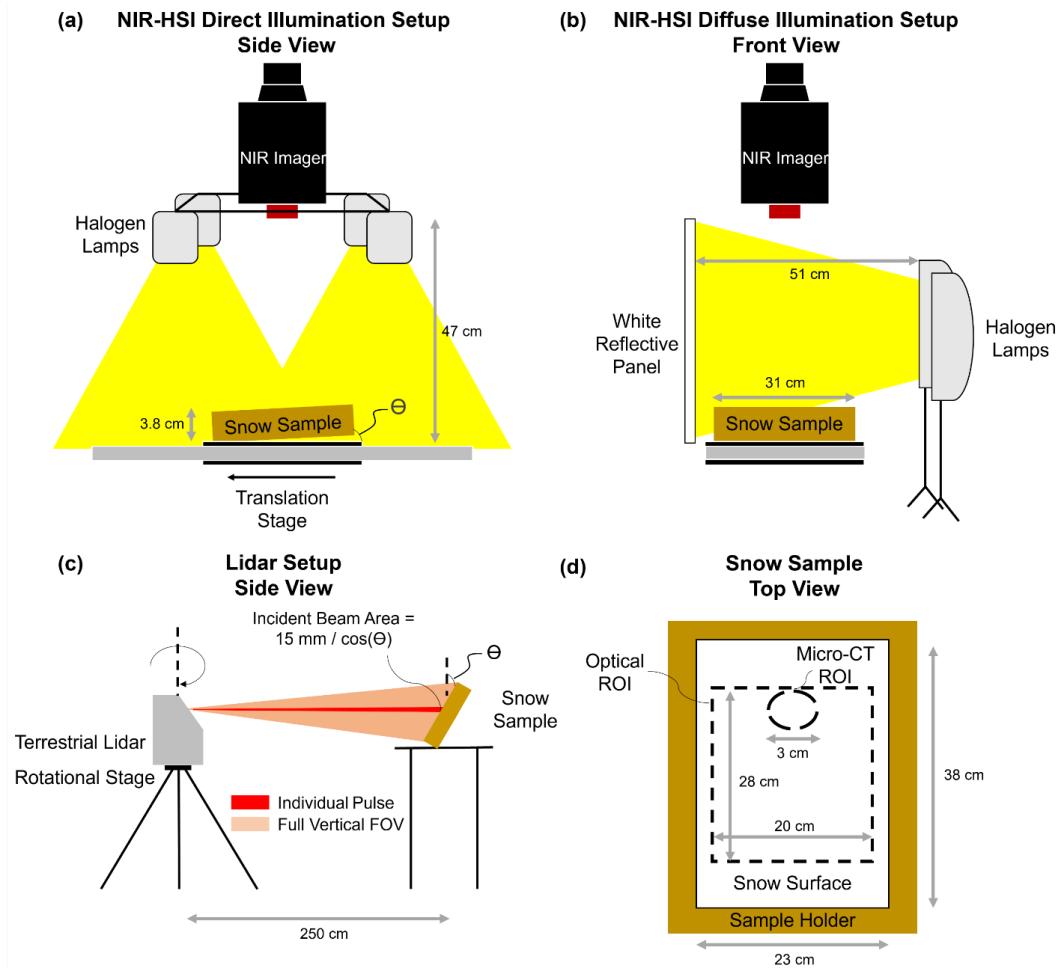 (a) NIR-HSI Direct Illumination Setup
Side View
NIR Imager
Halogen
Lamps
47 cm
3.8 cm
Snow Sample
Θ
Translation
Stage
(b) NIR-HSI Diffuse Illumination Setup
Front View
NIR Imager
51 cm
White
Reflective
Panel
Halogen
Lamps
31 cm
Snow Sample
(c) Lidar Setup
Side View
Incident Beam Area =
15 mm / cos(Θ)
Θ
Snow
Sample
Terrestrial Lidar
Rotational Stage
Individual Pulse
Full Vertical FOV
250 cm
(d) Snow Sample
Top View
Optical
ROI
Micro-CT
ROI
3 cm
28 cm
38 cm
20 cm
Snow Surface
Sample Holder
23 cm